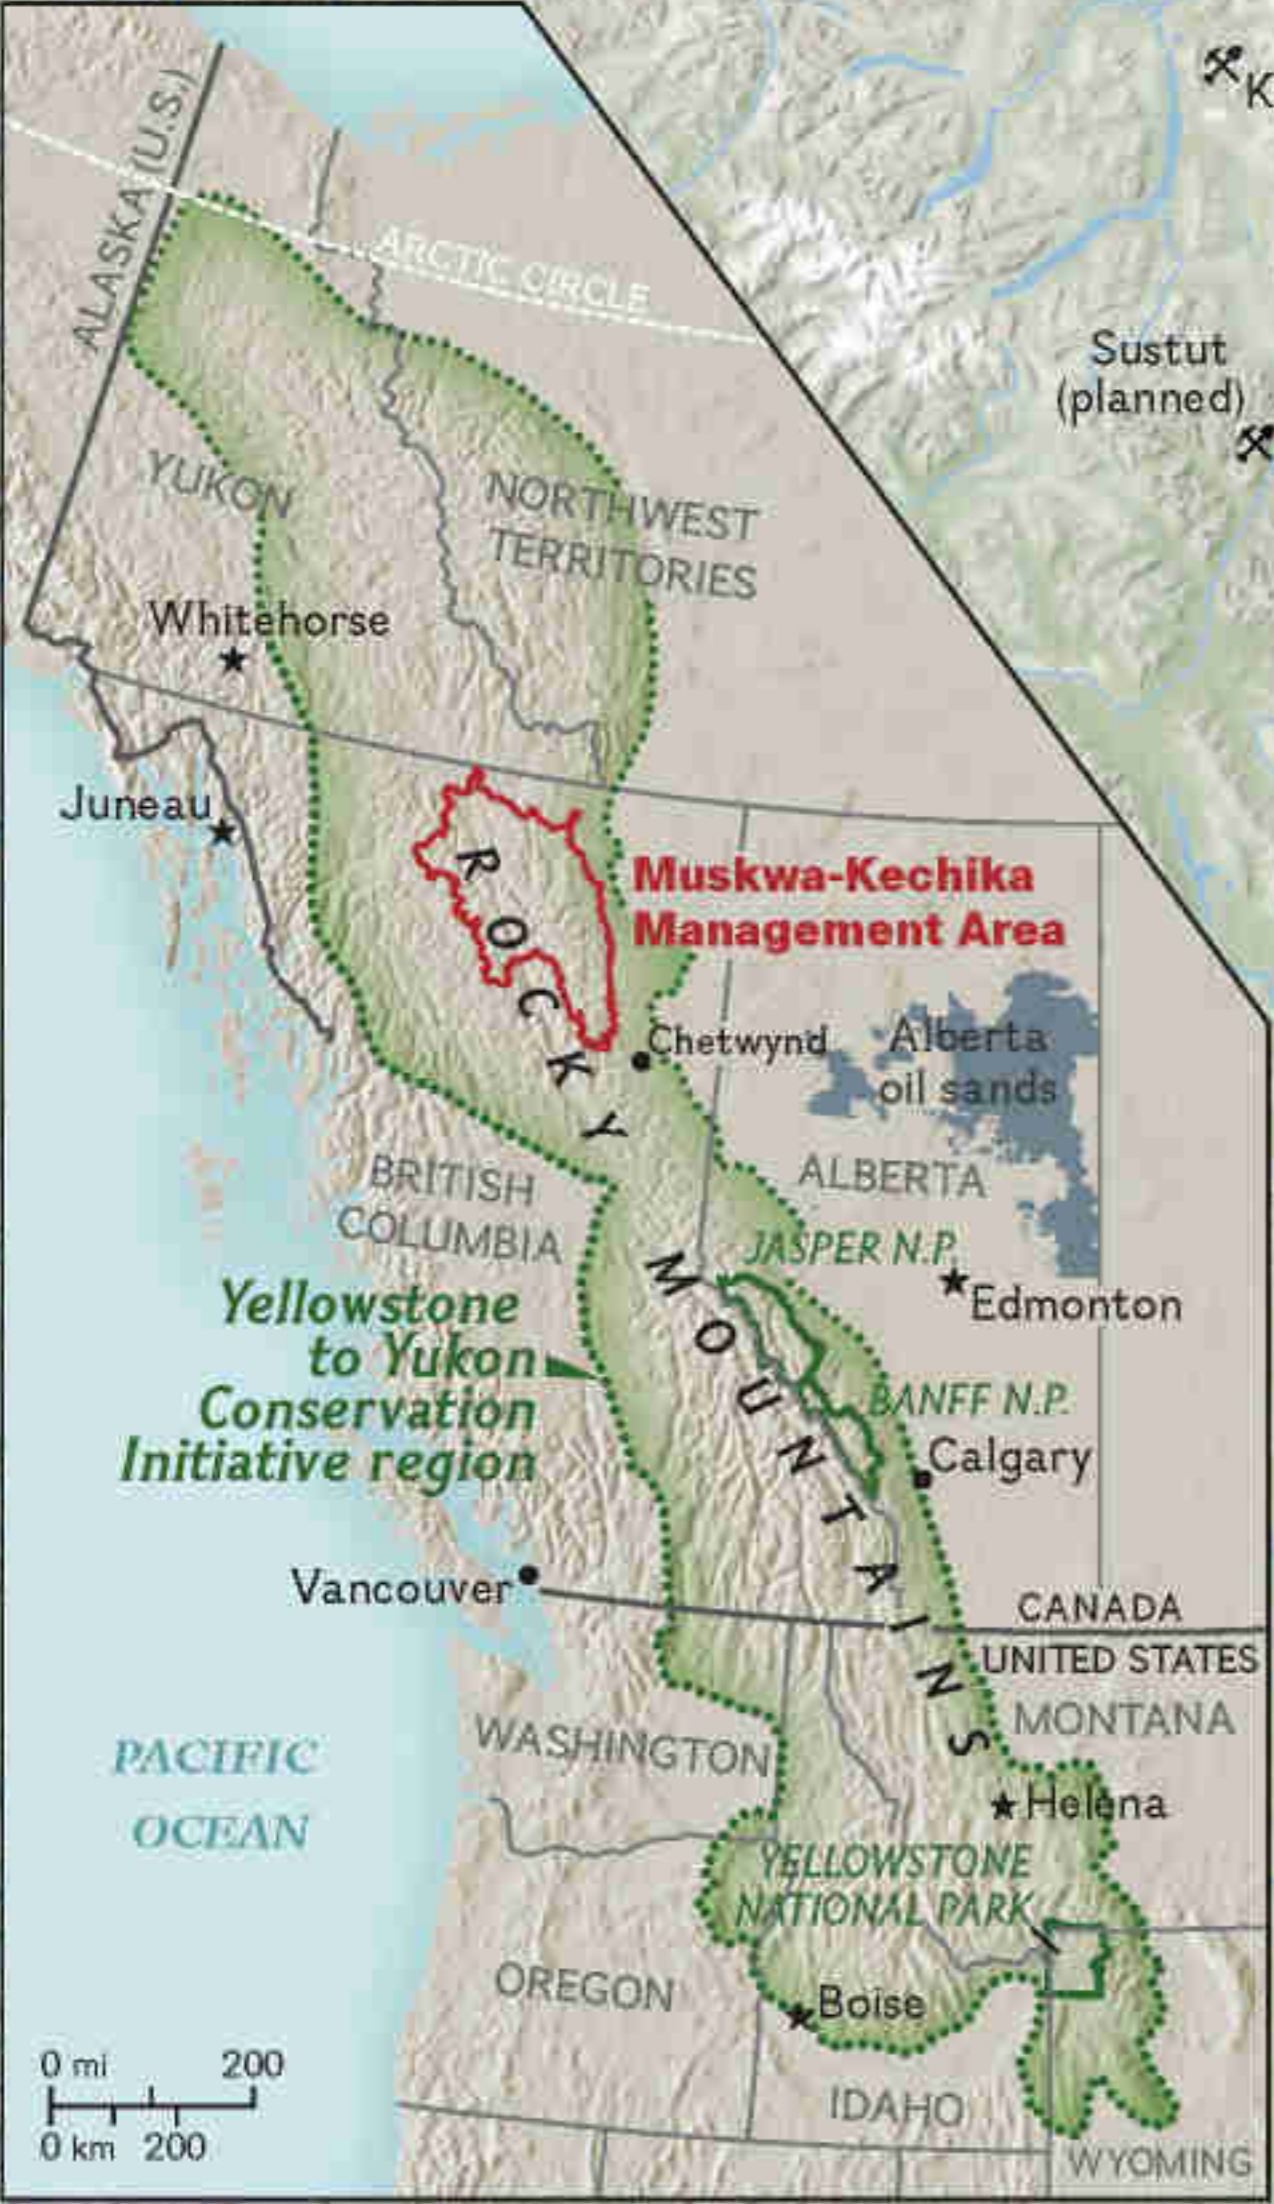 K
ALASKA (U.S.)
ARCTIC CIRCLE
Sustut
(planned)
YUKON
NORTHWEST
TERRITORIES
Whitehorse
Juneau
Muskwa-Kechika
Management Area
ROCKY MOUNTAINS
Chetwynd
Alberta
oil sands
BRITISH
COLUMBIA
ALBERTA
JASPER N.P.
Edmonton
Yellowstone
to Yukon
Conservation
Initiative region
BANFF N.P.
Calgary
Vancouver
CANADA
UNITED STATES
MONTANA
WASHINGTON
PACIFIC
OCEAN
Helena
YELLOWSTONE
NATIONAL PARK
OREGON
Boise
IDAHO
WYOMING
0 mi 200
0 km 200